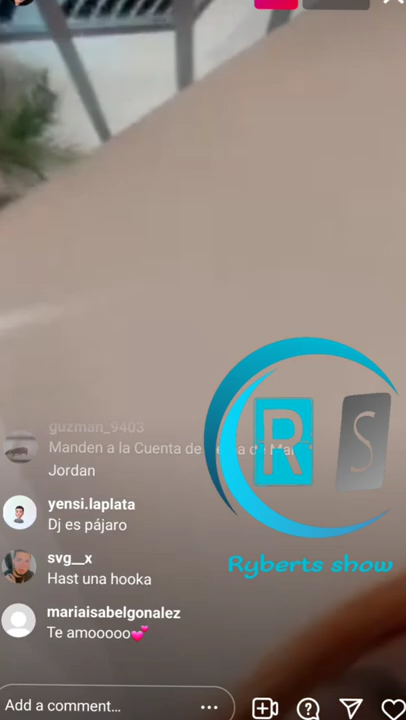 guzman_9403
Manden a la Cuenta de
Jordan
yensi.laplata
Dj es pájaro
svg__x
Hast una hooka
mariaisabelgonalez
Te amooooo💕
R S
Ryberts show
Add a comment...